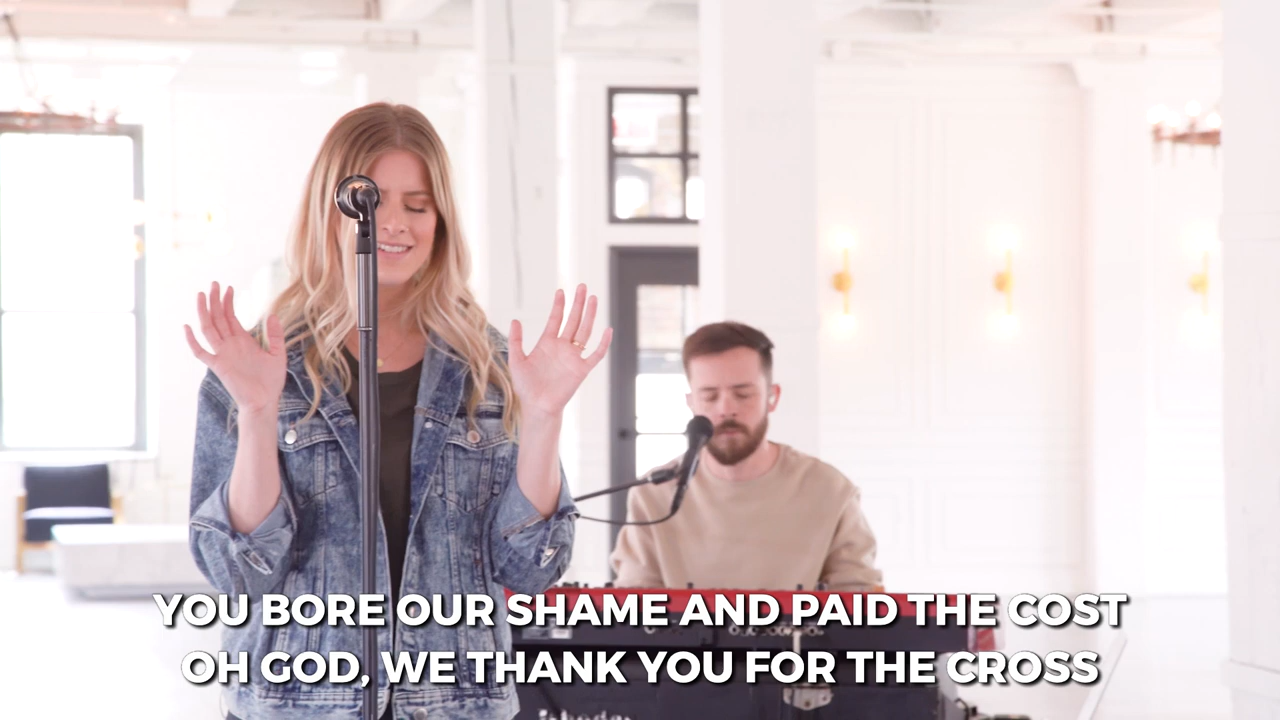 YOU BORE OUR SHAME AND PAID THE COST
OH GOD, WE THANK YOU FOR THE CROSS